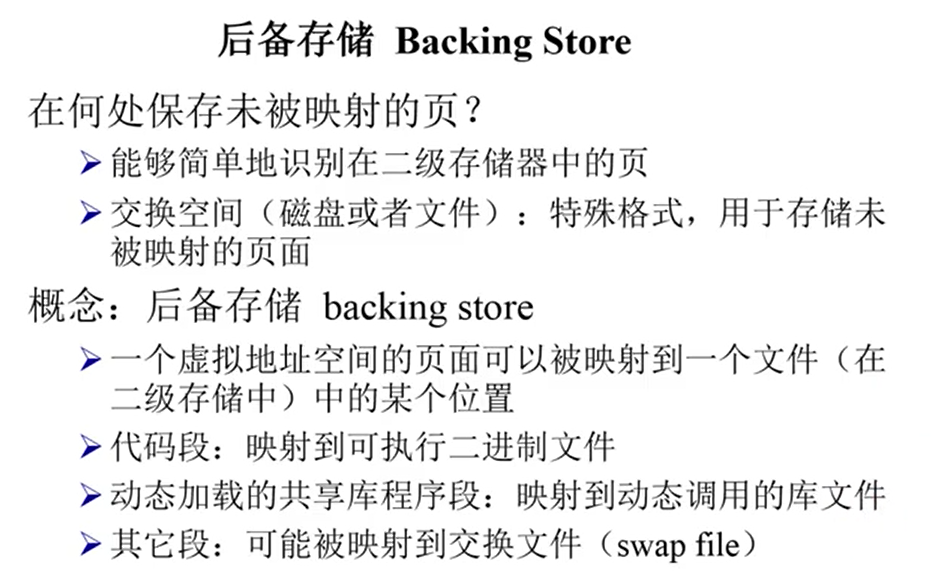 后备存储 Backing Store
在何处保存未被映射的页？
➢能够简单地识别在二级存储器中的页
➢交换空间（磁盘或者文件）：特殊格式，用于存储未
被映射的页面
概念：后备存储 backing store
➢一个虚拟地址空间的页面可以被映射到一个文件（在
二级存储中）中的某个位置
➢代码段：映射到可执行二进制文件
➢动态加载的共享库程序段：映射到动态调用的库文件
➢其它段：可能被映射到交换文件（swap file）